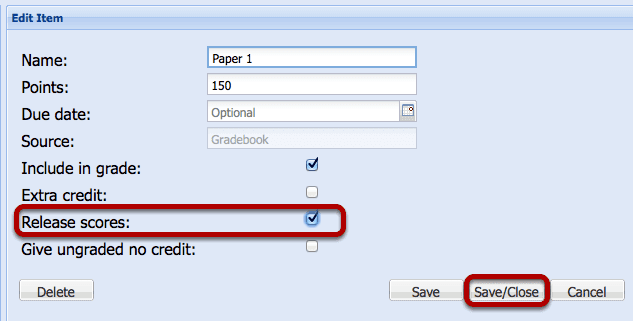 Edit Item
Name: Paper 1
Points: 150
Due date: Optional
Source: Gradebook
Include in grade:
Extra credit:
Release scores:
Give ungraded no credit:
Delete Save Save/Close Cancel